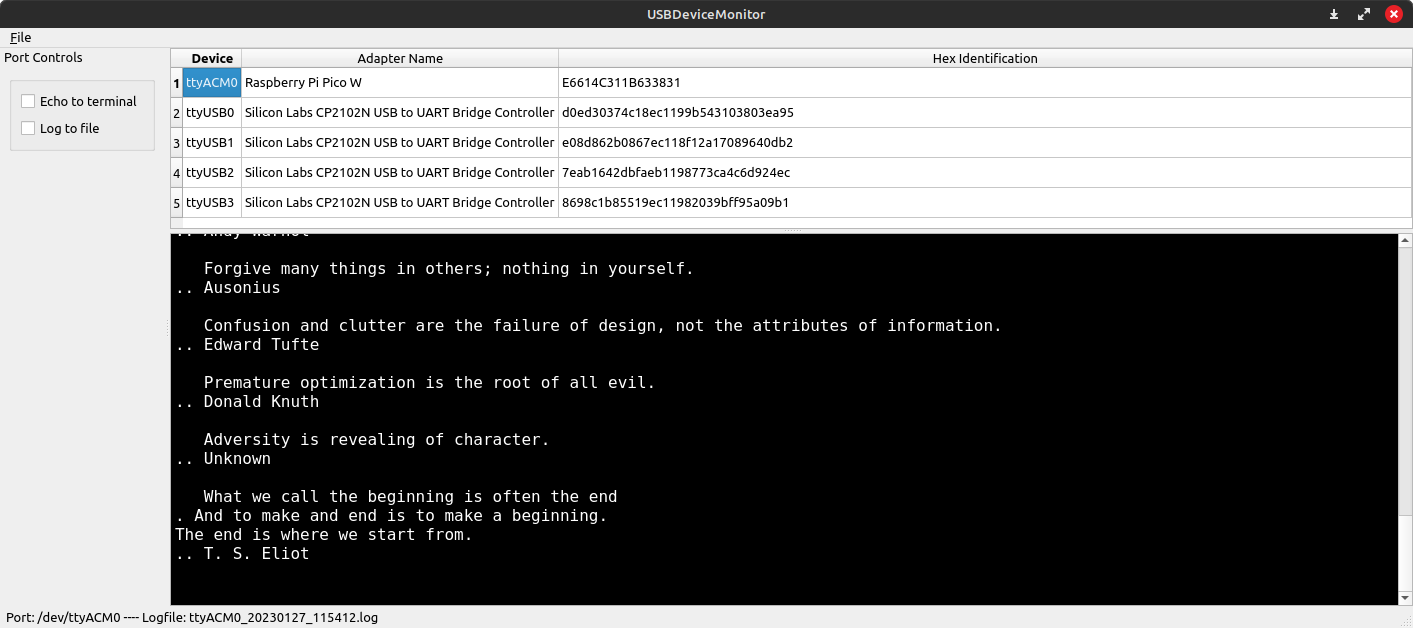 USBDeviceMonitor
File
Port Controls
Echo to terminal
Log to file
Device Adapter Name Hex Identification
1 ttyACM0 Raspberry Pi Pico W E6614C311B633831
2 ttyUSB0 Silicon Labs CP2102N USB to UART Bridge Controller d0ed30374c18ec1199b543103803ea95
3 ttyUSB1 Silicon Labs CP2102N USB to UART Bridge Controller e08d862b0867ec118f12a17089640db2
4 ttyUSB2 Silicon Labs CP2102N USB to UART Bridge Controller 7eab1642dbfaeb1198773ca4c6d924ec
5 ttyUSB3 Silicon Labs CP2102N USB to UART Bridge Controller 8698c1b85519ec11982039bff95a09b1
.. Andy Warhol
Forgive many things in others; nothing in yourself.
.. Ausonius
Confusion and clutter are the failure of design, not the attributes of information.
.. Edward Tufte
Premature optimization is the root of all evil.
.. Donald Knuth
Adversity is revealing of character.
.. Unknown
What we call the beginning is often the end
. And to make and end is to make a beginning.
The end is where we start from.
.. T. S. Eliot
Port: /dev/ttyACM0 ---- Logfile: ttyACM0_20230127_115412.log